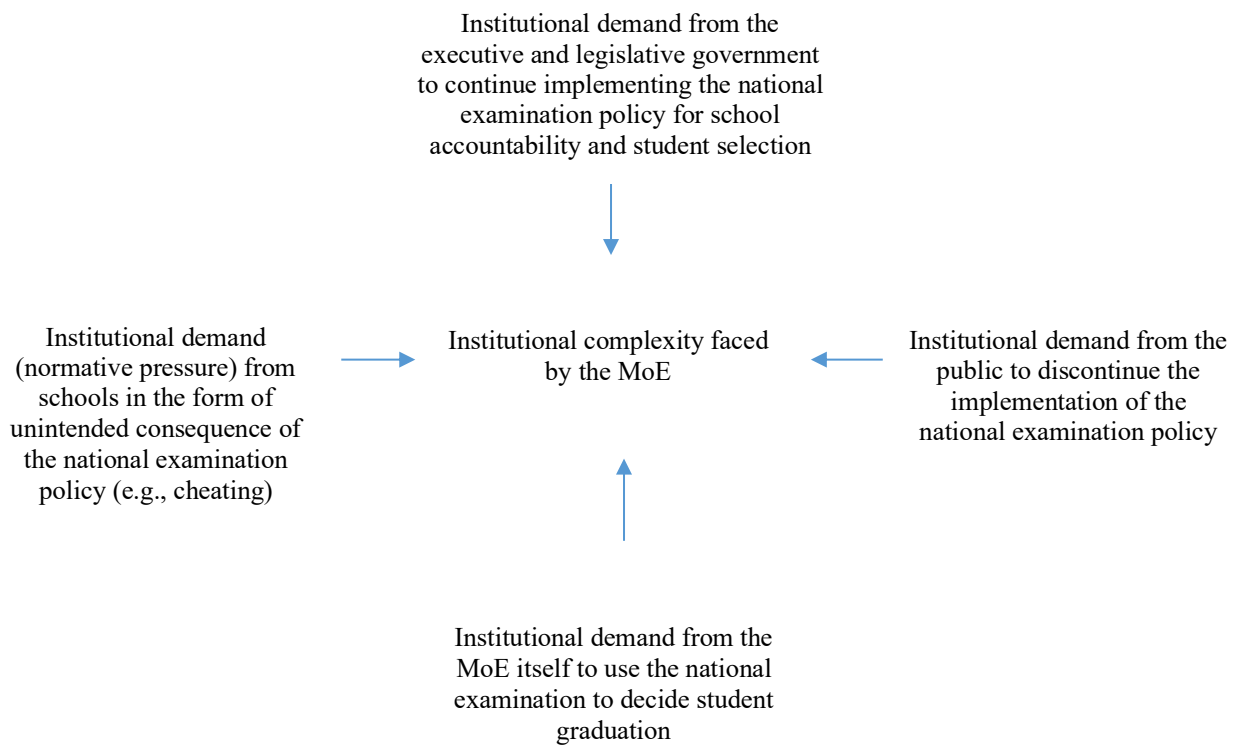 Institutional demand from the
executive and legislative government
to continue implementing the national
examination policy for school
accountability and student selection
Institutional demand
(normative pressure) from
schools in the form of
unintended consequence of
the national examination
policy (e.g., cheating)
Institutional complexity faced
by the MoE
Institutional demand from the
public to discontinue the
implementation of the
national examination policy
Institutional demand from the
MoE itself to use the national
examination to decide student
graduation